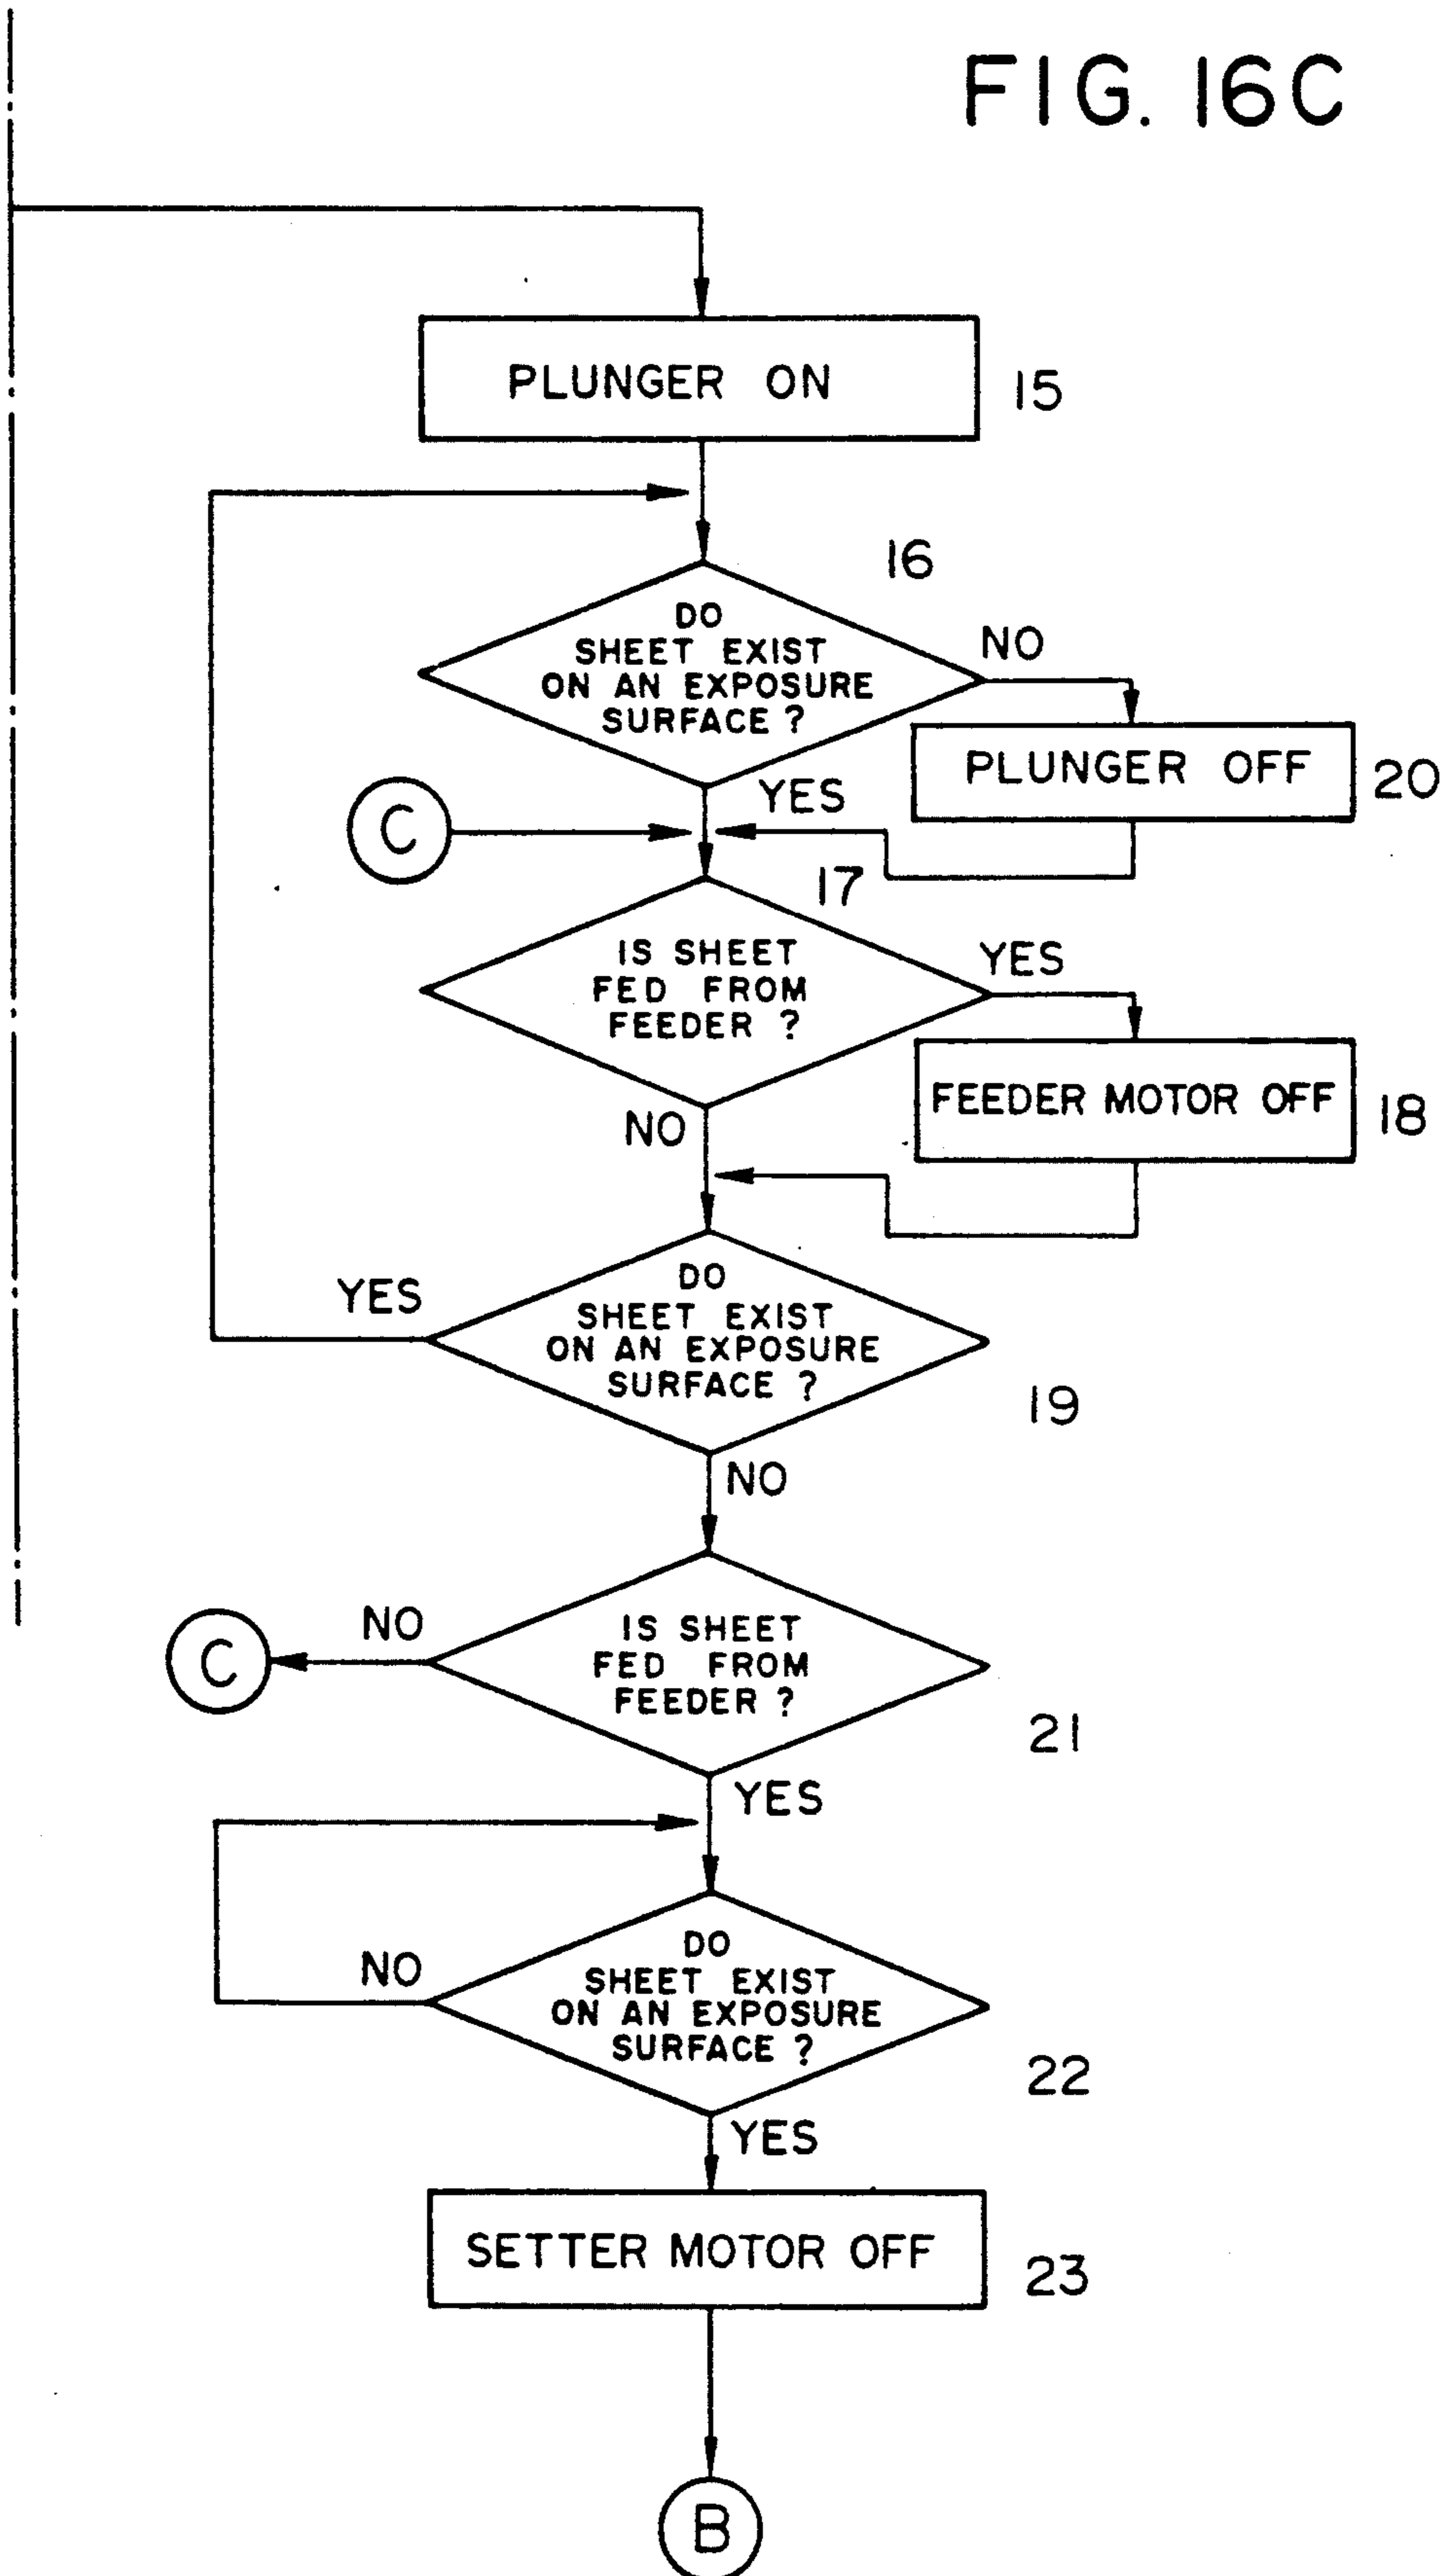 FIG. 16C
PLUNGER ON
15
16
DO
SHEET EXIST
ON AN EXPOSURE
SURFACE ?
NO
PLUNGER OFF
20
YES
C
17
IS SHEET
FED FROM
FEEDER ?
YES
FEEDER MOTOR OFF
18
NO
DO
SHEET EXIST
ON AN EXPOSURE
SURFACE ?
YES
19
NO
IS SHEET
FED FROM
FEEDER ?
NO
C
21
YES
DO
SHEET EXIST
ON AN EXPOSURE
SURFACE ?
NO
22
YES
SETTER MOTOR OFF
23
B